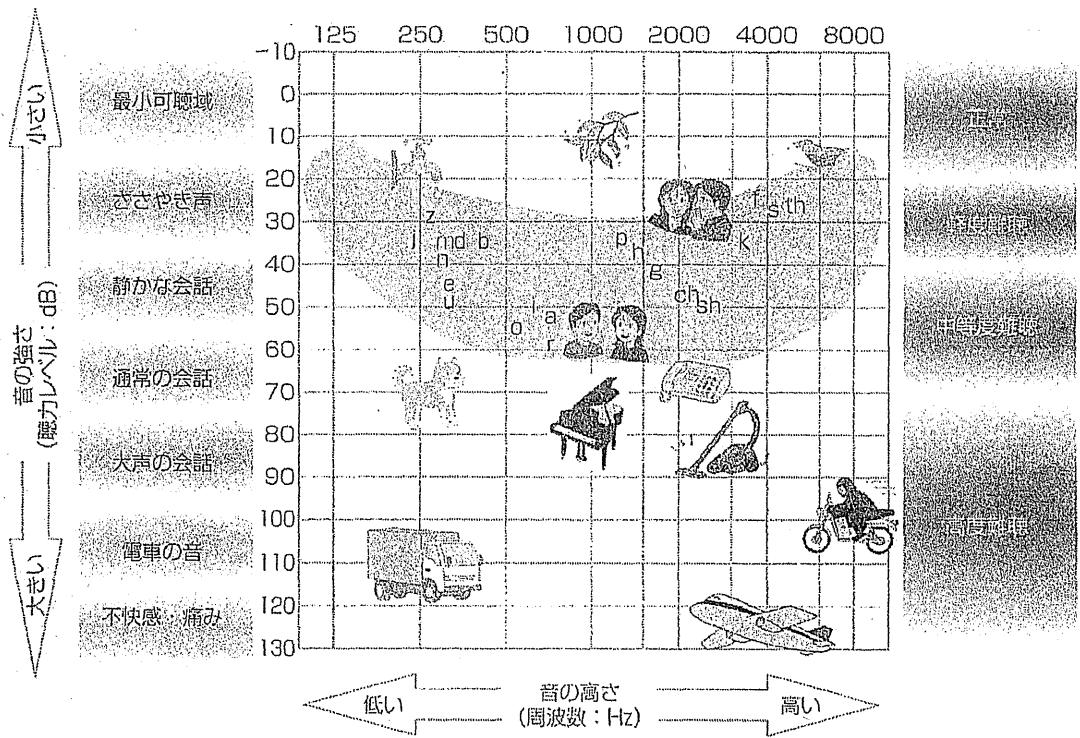 125 250 500 1000 2000 4000 8000
-10
0
10
20
30
40
50
60
70
80
90
100
110
120
130
小さい
音の強さ
(聴力レベル:dB)
大きい
最小可聴域
ささやき声
静かな会話
通常の会話
大声の会話
電車の音
不快感・痛み
z
j md b
n
e
u
l
o a
r
p
h
g
ch
sh
k
f s th
正常
軽度難聴
中等度難聴
高度難聴
低い
音の高さ
(周波数:Hz)
高い